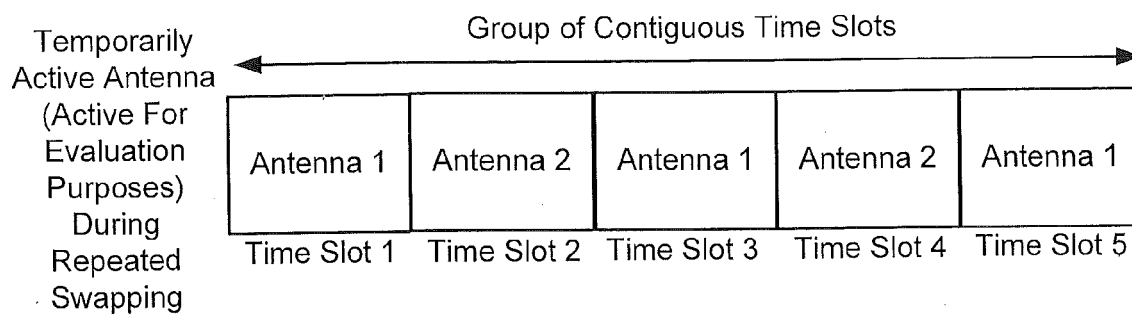 Temporarily
Active Antenna
(Active For
Evaluation
Purposes)
During
Repeated
Swapping
Group of Contiguous Time Slots
Antenna 1
Antenna 2
Antenna 1
Antenna 2
Antenna 1
Time Slot 1
Time Slot 2
Time Slot 3
Time Slot 4
Time Slot 5